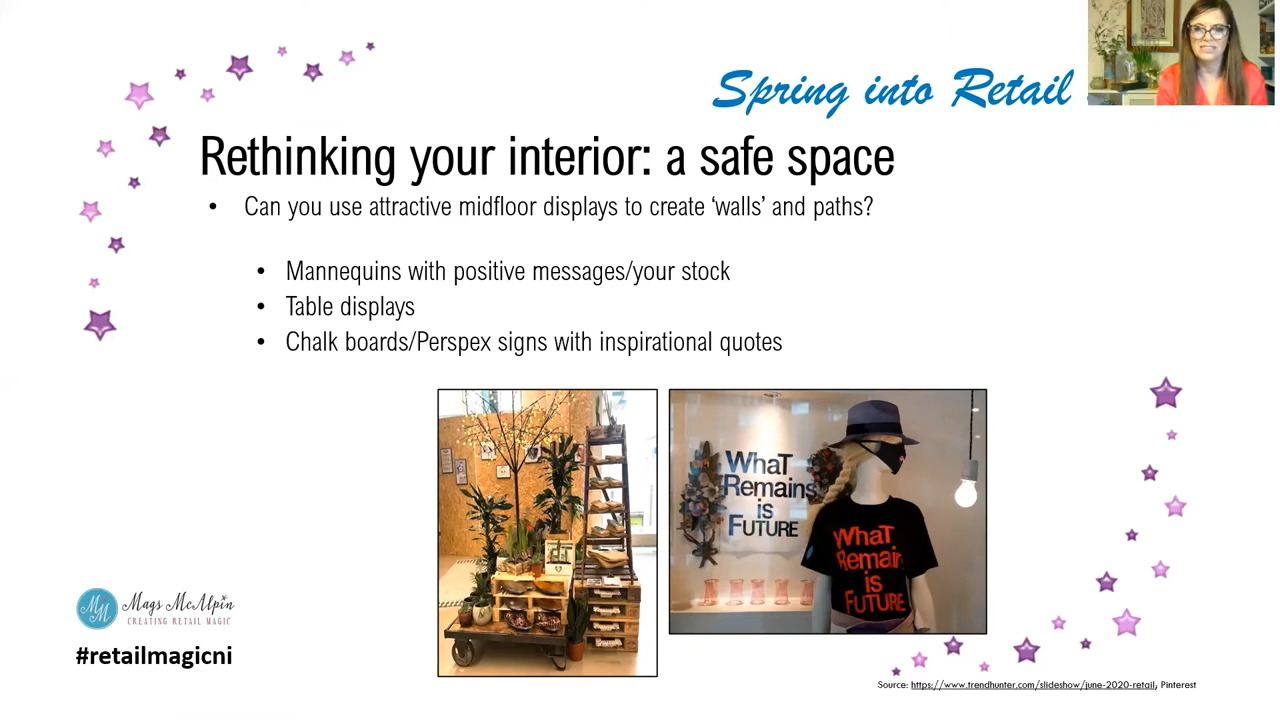 Spring into Retail
Rethinking your interior: a safe space
• Can you use attractive midfloor displays to create ‘walls’ and paths?
• Mannequins with positive messages/your stock
• Table displays
• Chalk boards/Perspex signs with inspirational quotes
WhaT
Remains
is
FUTURE
WhaT
Remain
is
FUTURE
MM
Mags McAlpin
CREATING RETAIL MAGIC
#retailmagicni
Source: https://www.trendhunter.com/slideshow/june-2020-retail, Pinterest